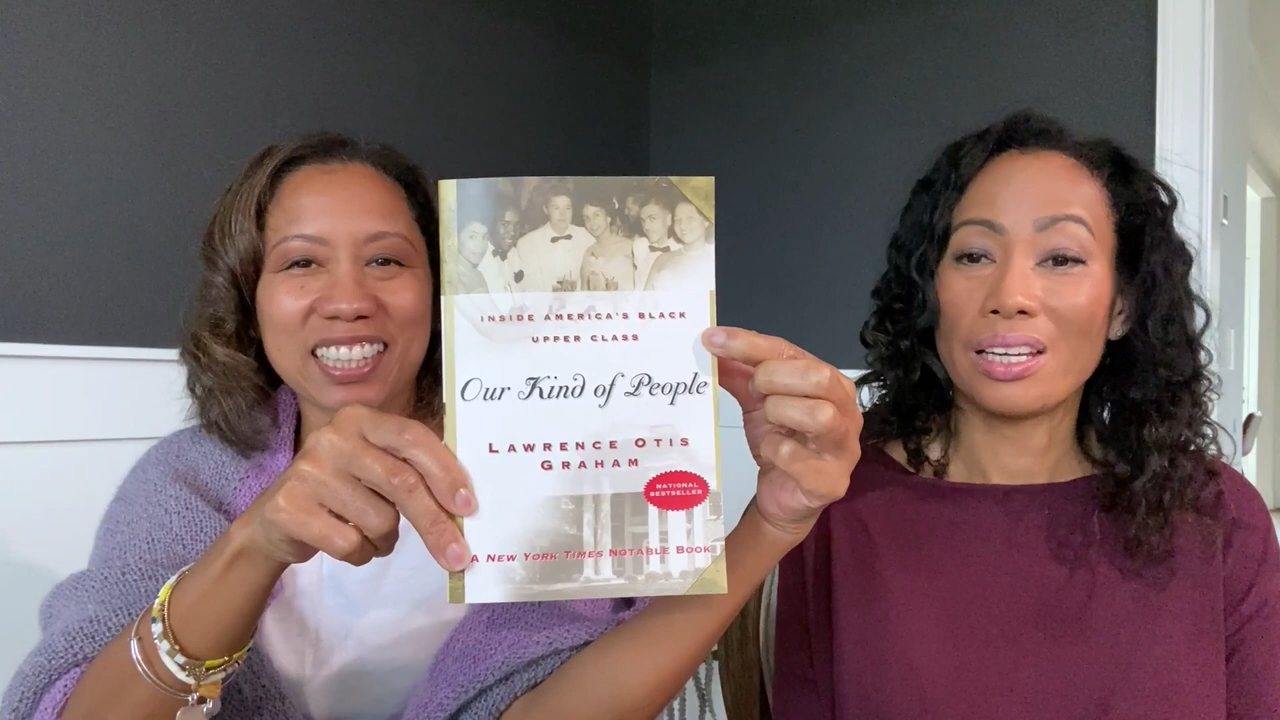 INSIDE AMERICA'S BLACK
UPPER CLASS
Our Kind of People
LAWRENCE OTIS
GRAHAM
NATIONAL
BESTSELLER
A NEW YORK TIMES NOTABLE BOOK